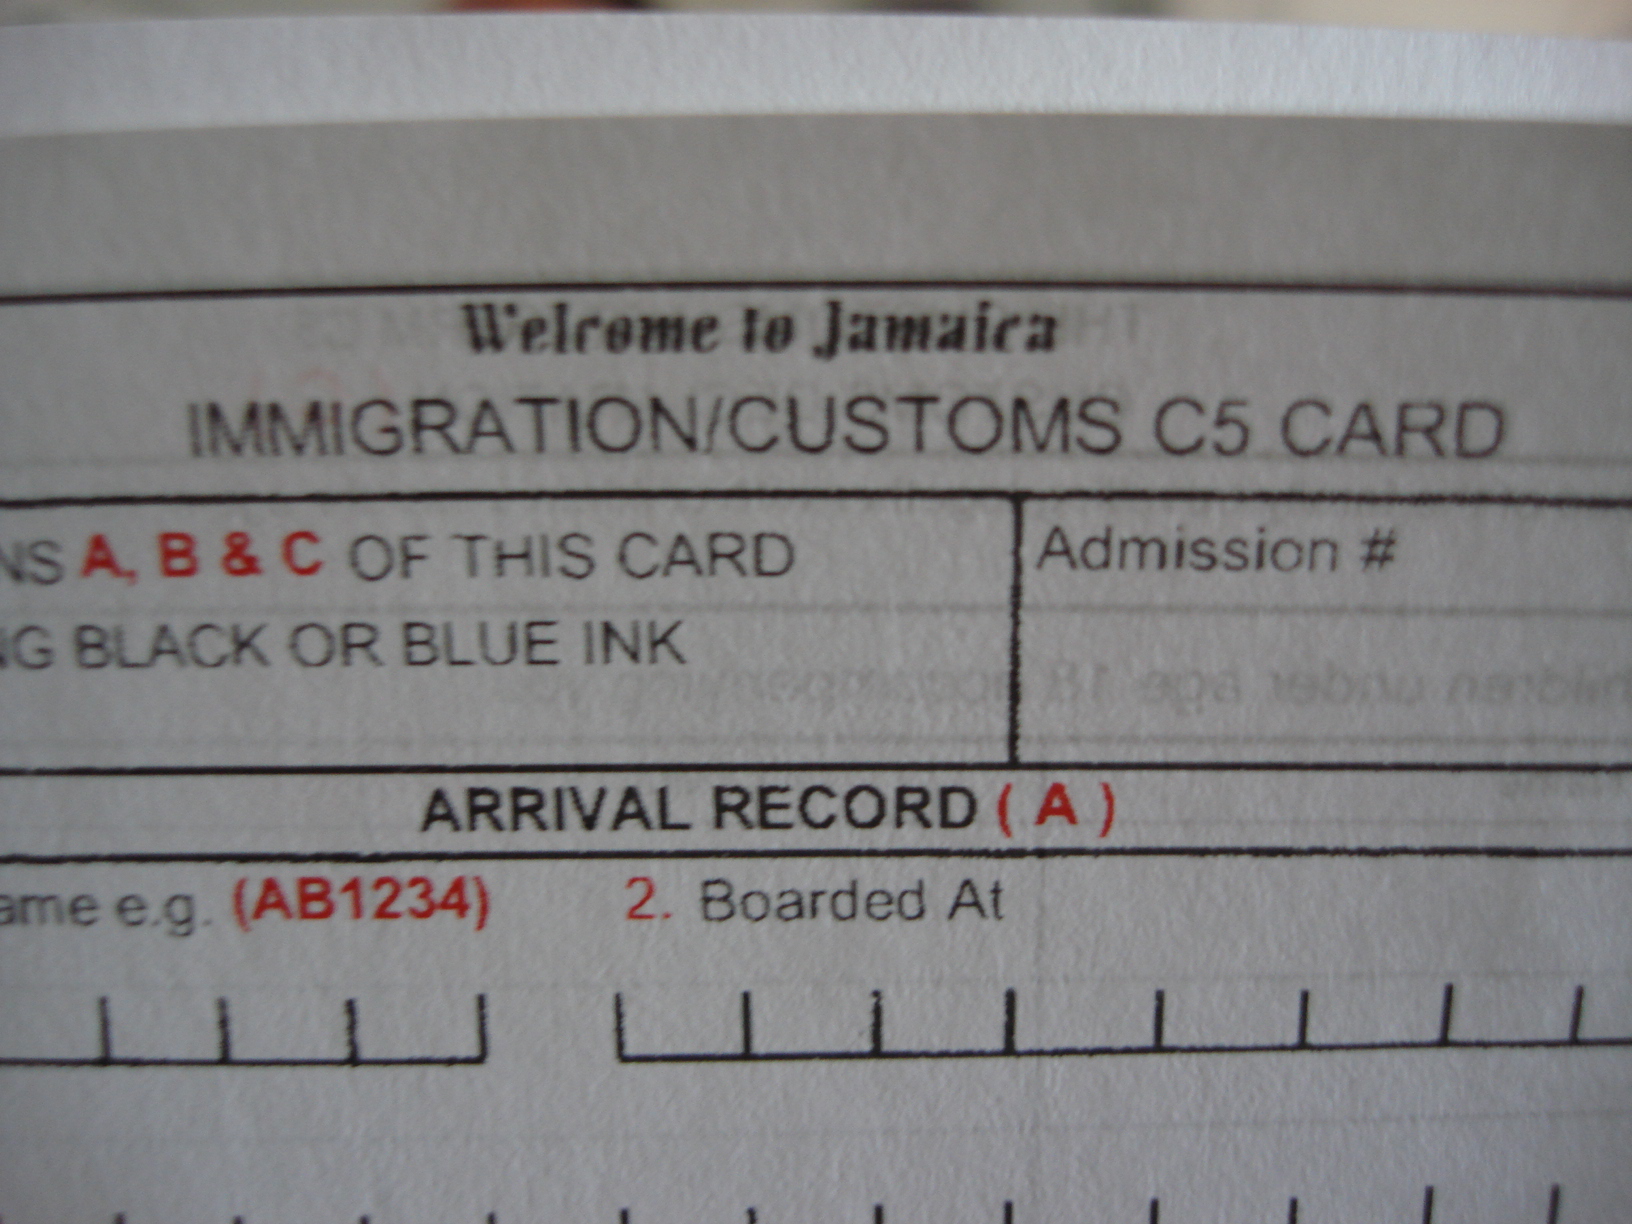 Welcome to Jamaica
IMMIGRATION/CUSTOMS C5 CARD
NS A, B & C OF THIS CARD
Admission #
NG BLACK OR BLUE INK
ARRIVAL RECORD ( A )
ame e.g. (AB1234) 2. Boarded At